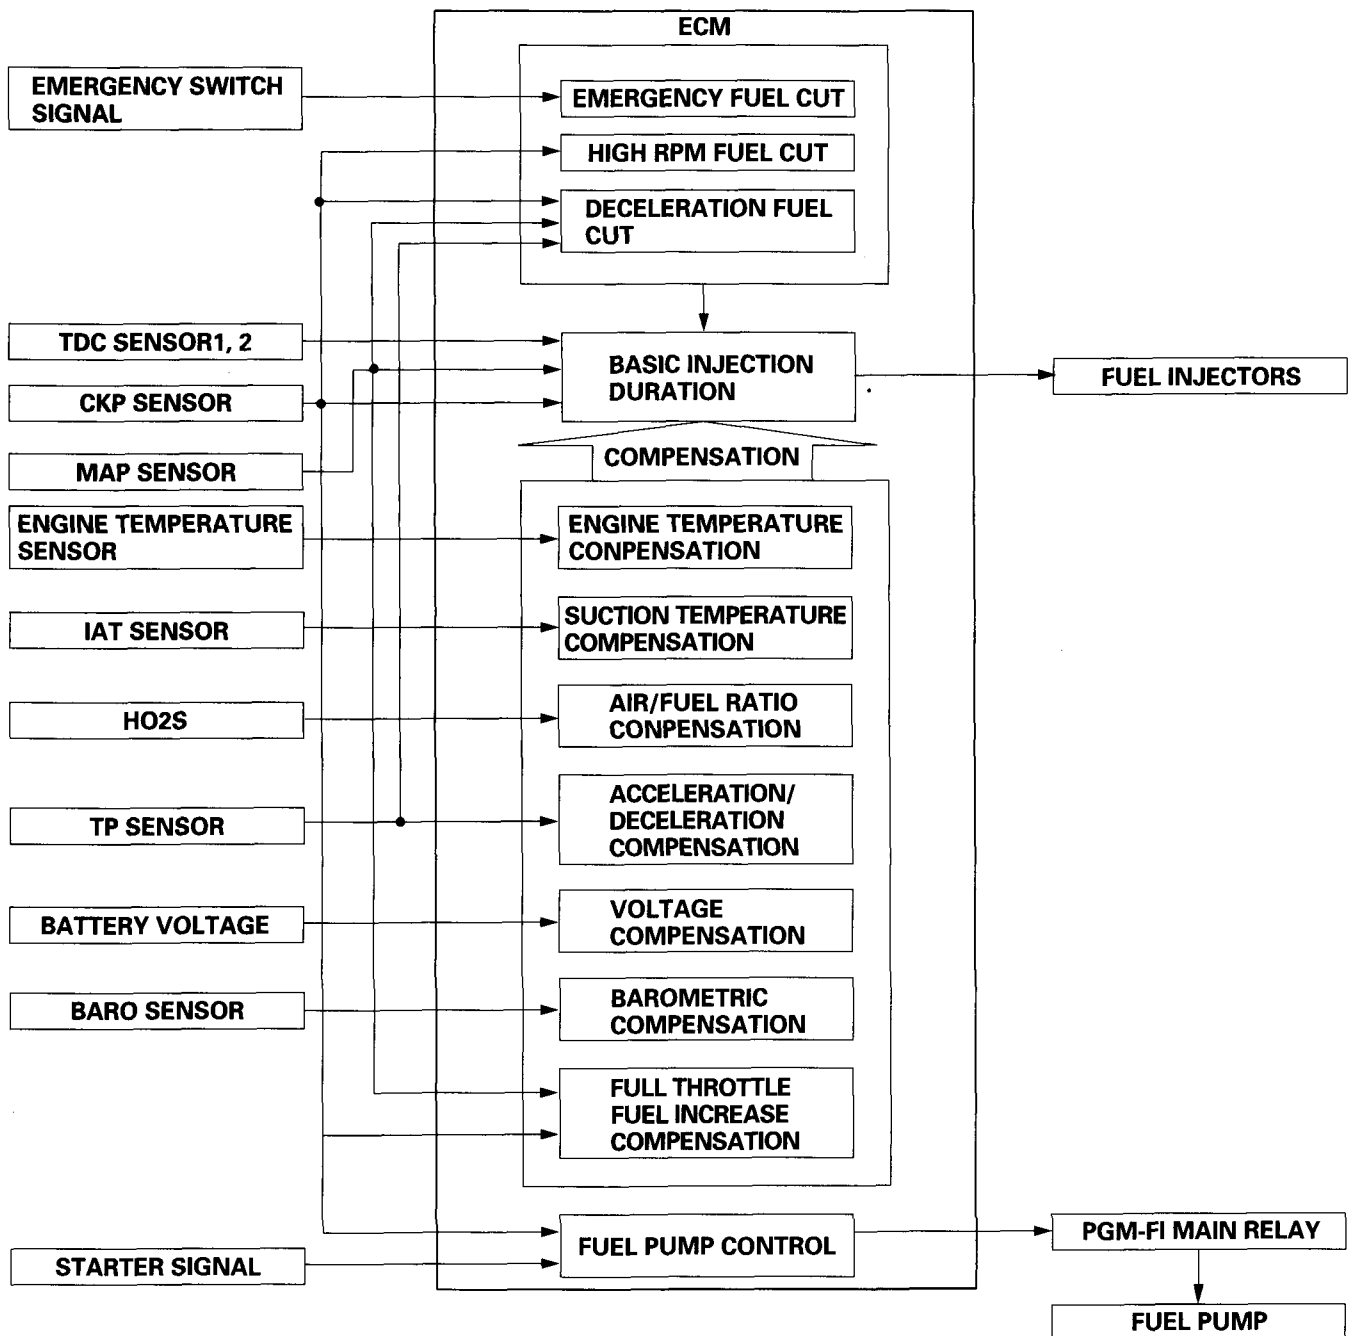 ECM
EMERGENCY SWITCH
SIGNAL
EMERGENCY FUEL CUT
HIGH RPM FUEL CUT
DECELERATION FUEL
CUT
TDC SENSOR1, 2
BASIC INJECTION
DURATION
FUEL INJECTORS
CKP SENSOR
MAP SENSOR
COMPENSATION
ENGINE TEMPERATURE
SENSOR
ENGINE TEMPERATURE
CONPENSATION
IAT SENSOR
SUCTION TEMPERATURE
COMPENSATION
HO2S
AIR/FUEL RATIO
CONPENSATION
TP SENSOR
ACCELERATION/
DECELERATION
COMPENSATION
BATTERY VOLTAGE
VOLTAGE
COMPENSATION
BARO SENSOR
BAROMETRIC
COMPENSATION
FULL THROTTLE
FUEL INCREASE
COMPENSATION
STARTER SIGNAL
FUEL PUMP CONTROL
PGM-FI MAIN RELAY
FUEL PUMP